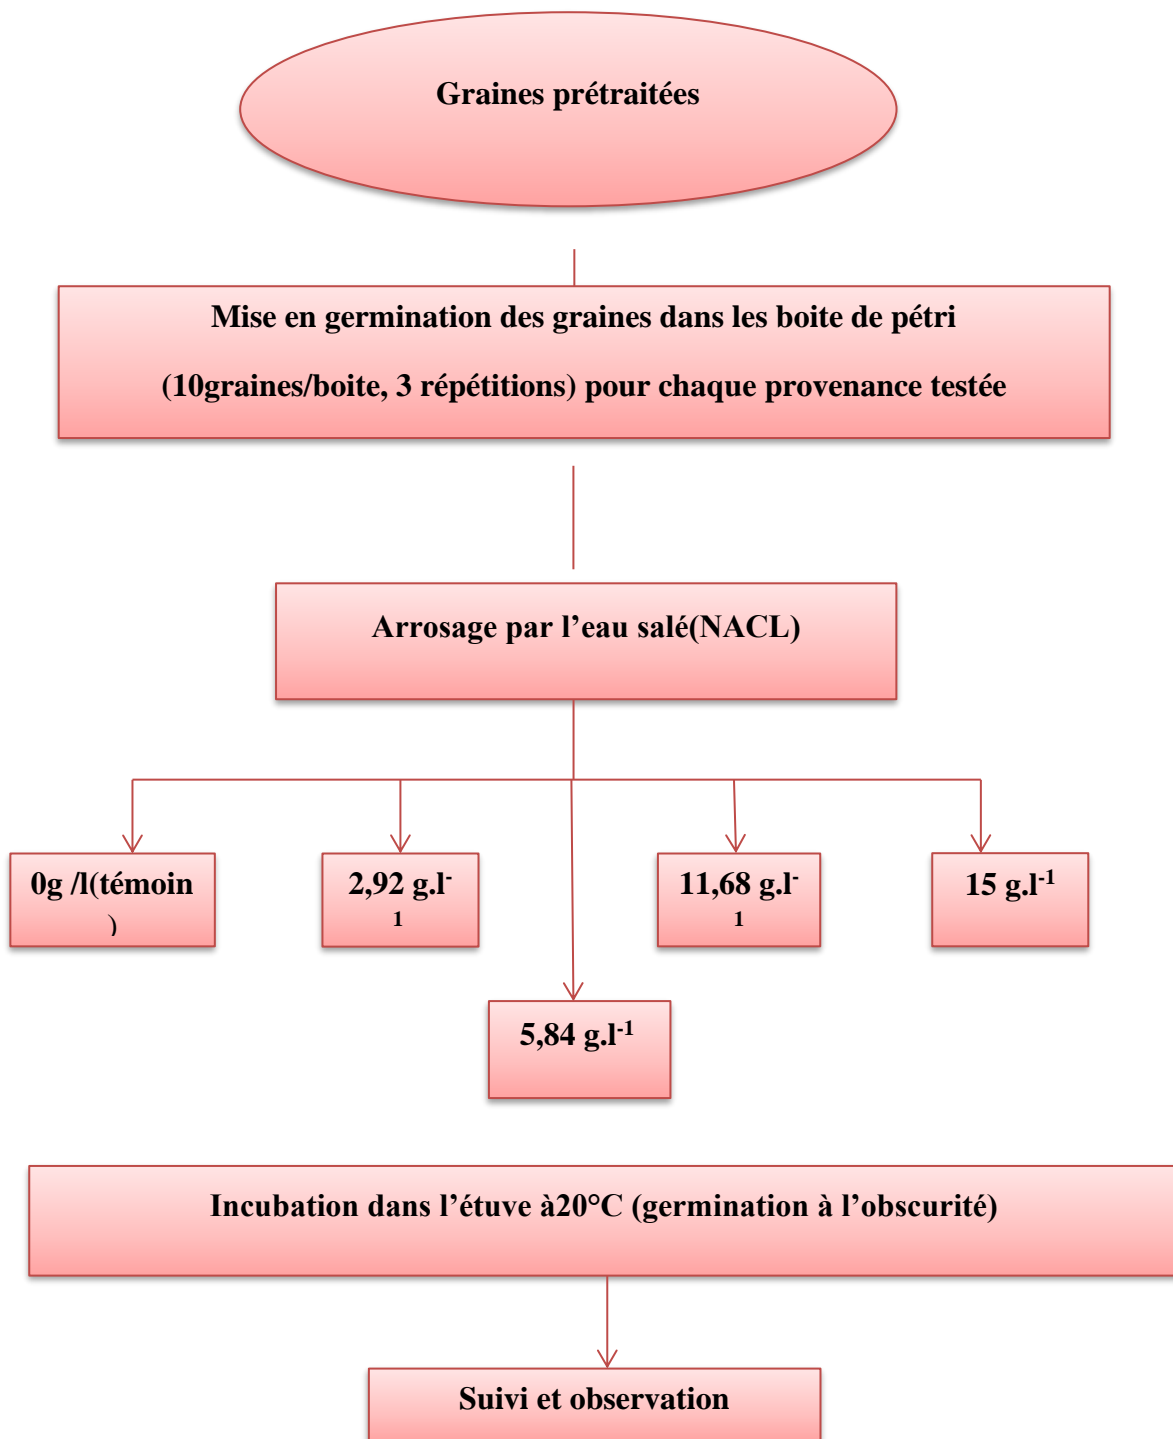 Graines prétraitées
Mise en germination des graines dans les boite de pétri
(10graines/boite, 3 répétitions) pour chaque provenance testée
Arrosage par l’eau salé(NACL)
0g /l(témoin
)
2,92 g.l-
1
11,68 g.l-
1
15 g.l-1
5,84 g.l-1
Incubation dans l’étuve à20°C (germination à l’obscurité)
Suivi et observation